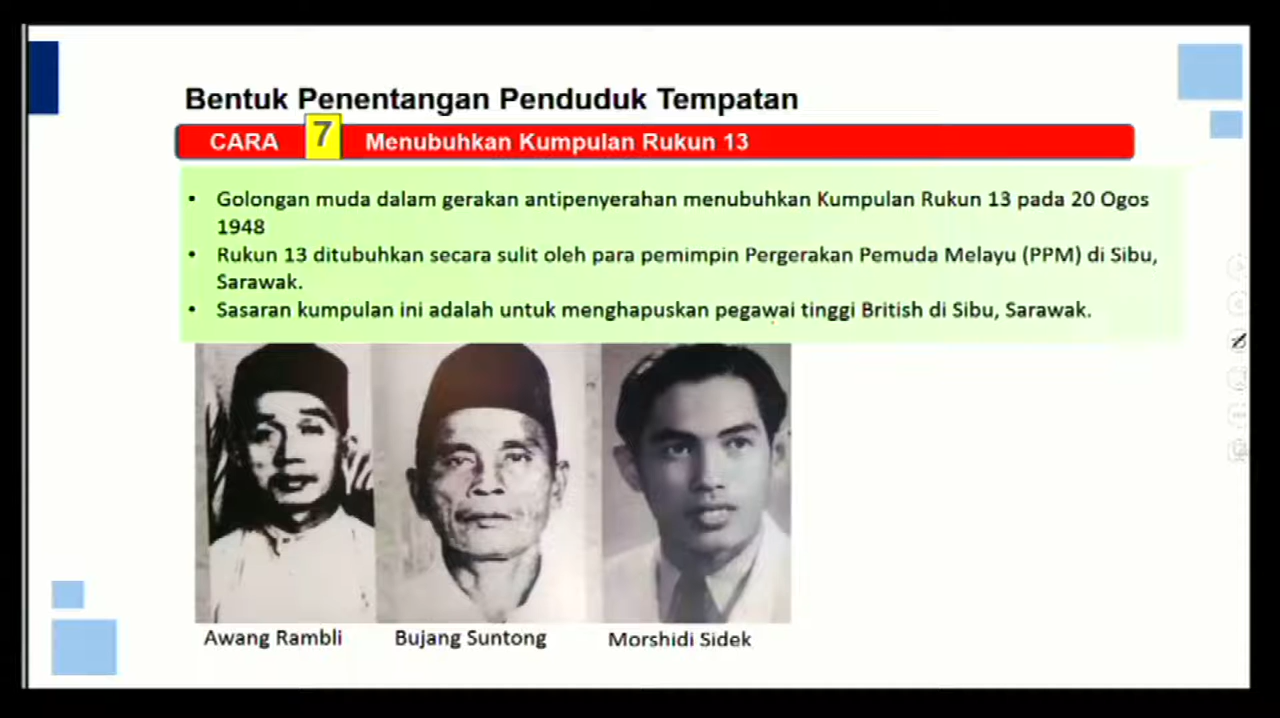 Bentuk Penentangan Penduduk Tempatan
CARA 7 Menubuhkan Kumpulan Rukun 13
• Golongan muda dalam gerakan antipenyerahan menubuhkan Kumpulan Rukun 13 pada 20 Ogos
1948
• Rukun 13 ditubuhkan secara sulit oleh para pemimpin Pergerakan Pemuda Melayu (PPM) di Sibu,
Sarawak.
• Sasaran kumpulan ini adalah untuk menghapuskan pegawai tinggi British di Sibu, Sarawak.
Awang Rambli Bujang Suntong Morshidi Sidek